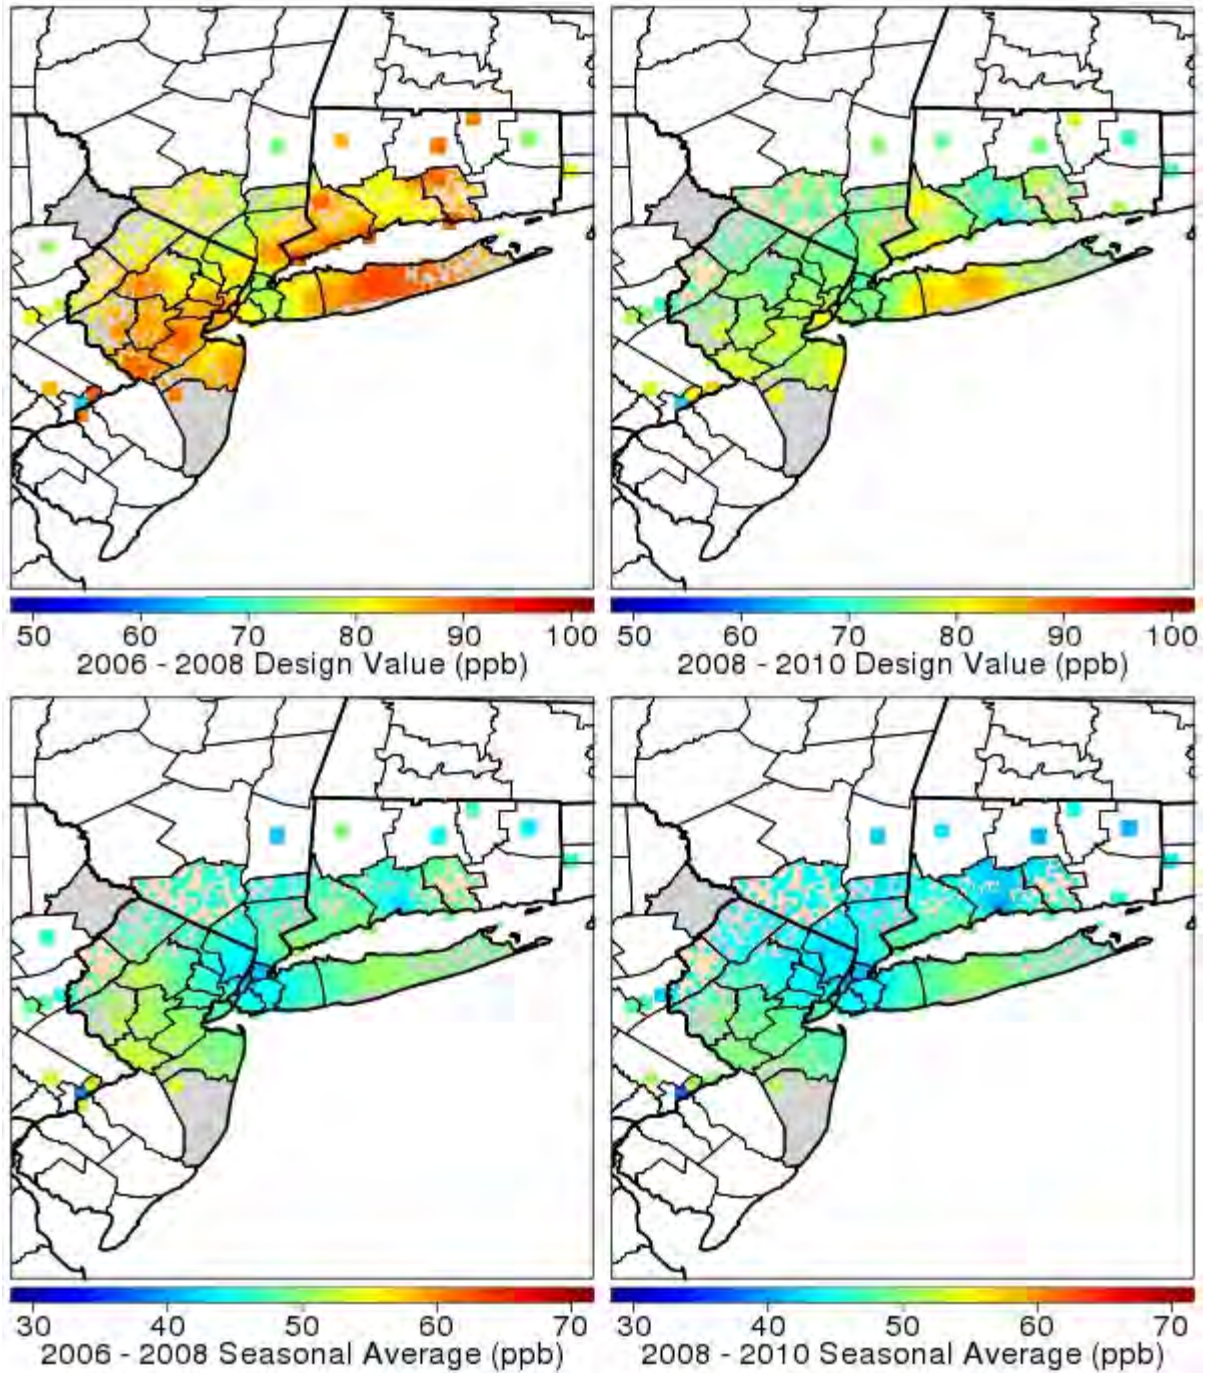 50 60 70 80 90 100
2006 - 2008 Design Value (ppb)
50 60 70 80 90 100
2008 - 2010 Design Value (ppb)
30 40 50 60 70
2006 - 2008 Seasonal Average (ppb)
30 40 50 60 70
2008 - 2010 Seasonal Average (ppb)